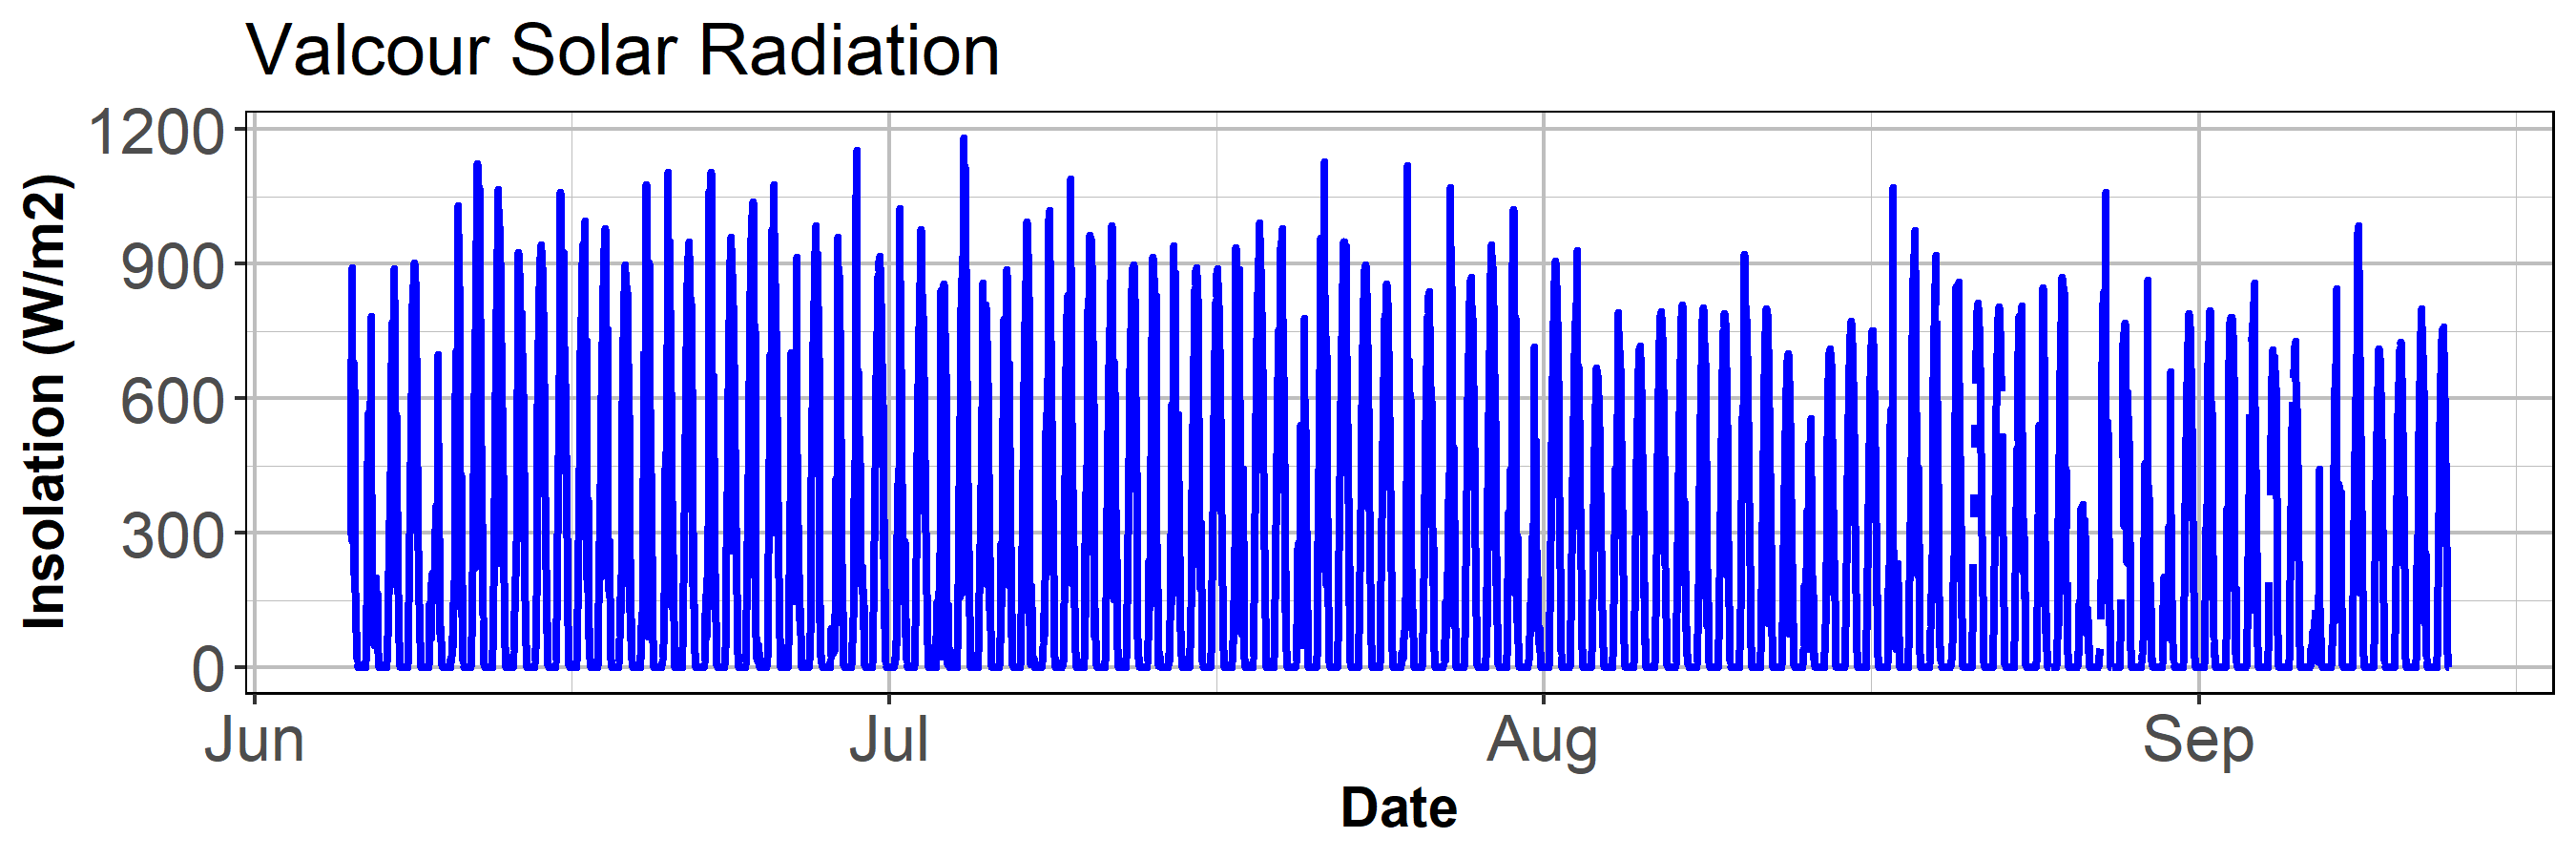 Valcour Solar Radiation
1200
900
600
300
0
Insolation (W/m2)
Jun Jul Aug Sep
Date